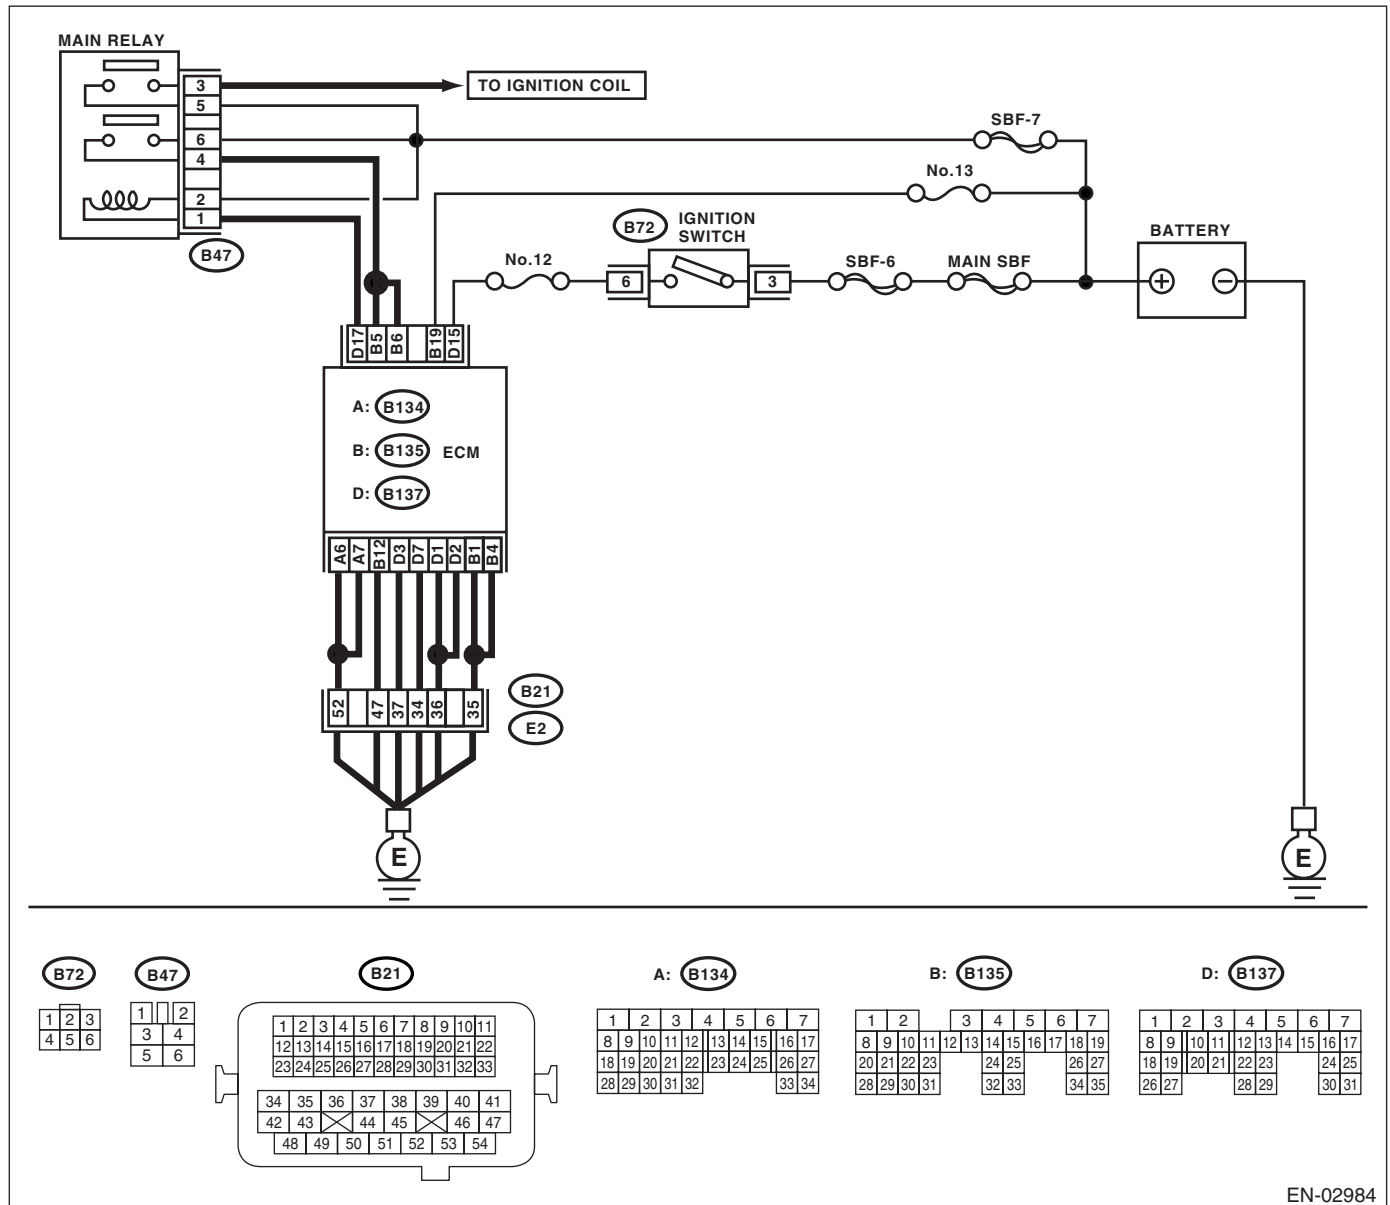 MAIN RELAY
3
5
6
4
2
1
B47
TO IGNITION COIL
SBF-7
No.13
B72
IGNITION
SWITCH
BATTERY
No.12
6
3
SBF-6
MAIN SBF
+
−
D17 B5 B6 B19 D15
A: B134
B: B135 ECM
D: B137
A6 A7 B12 D3 D7 D1 D2 B1 B4
52 47 37 34 36 35
B21
E2
E
E
B72
1 2 3
4 5 6
B47
1 2
3 4
5 6
B21
1 2 3 4 5 6 7 8 9 10 11
12 13 14 15 16 17 18 19 20 21 22
23 24 25 26 27 28 29 30 31 32 33
34 35 36 37 38 39 40 41
42 43 44 45 46 47
48 49 50 51 52 53 54
A: B134
1 2 3 4 5 6 7
8 9 10 11 12 13 14 15 16 17
18 19 20 21 22 23 24 25 26 27
28 29 30 31 32 33 34
B: B135
1 2 3 4 5 6 7
8 9 10 11 12 13 14 15 16 17 18 19
20 21 22 23 24 25 26 27
28 29 30 31 32 33 34 35
D: B137
1 2 3 4 5 6 7
8 9 10 11 12 13 14 15 16 17
18 19 20 21 22 23 24 25
26 27 28 29 30 31
EN-02984